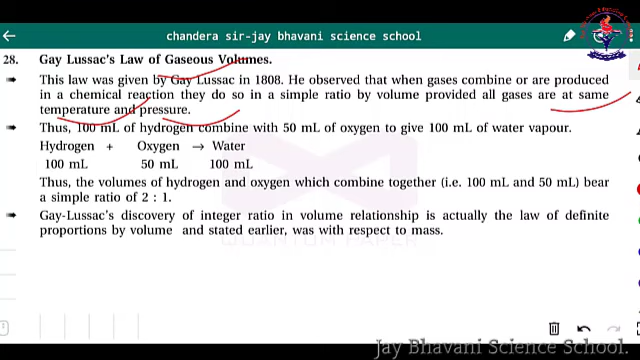 chandera sir-jay bhavani science school
28. Gay Lussac's Law of Gaseous Volumes.
This law was given by Gay Lussac in 1808. He observed that when gases combine or are produced
in a chemical reaction they do so in a simple ratio by volume provided all gases are at same
temperature and pressure.
Thus, 100 mL of hydrogen combine with 50 mL of oxygen to give 100 mL of water vapour.
Hydrogen + Oxygen → Water
100 mL 50 mL 100 mL
Thus, the volumes of hydrogen and oxygen which combine together (i.e. 100 mL and 50 mL) bear
a simple ratio of 2 : 1.
Gay-Lussac's discovery of integer ratio in volume relationship is actually the law of definite
proportions by volume and stated earlier, was with respect to mass.
QUANTUM PAPER
Jay Bhavani Science School.